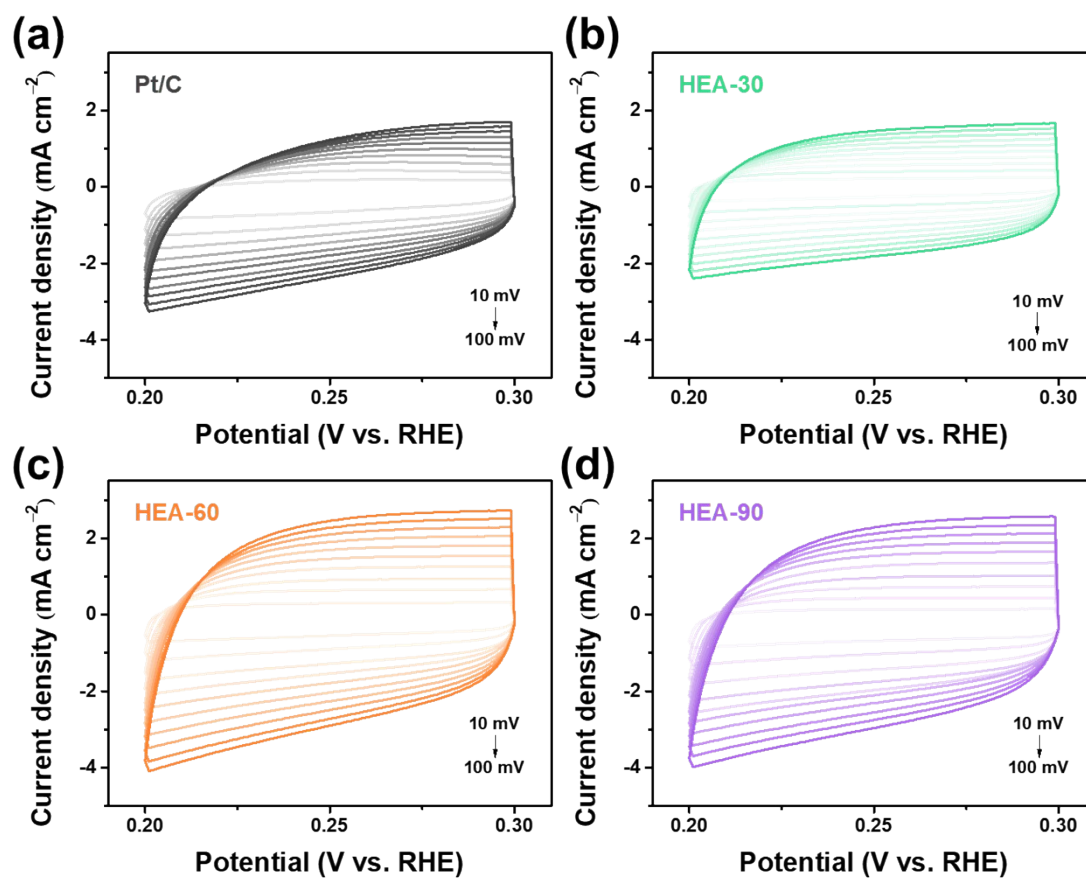 (a)
Pt/C
Current density (mA cm⁻²)
2
0
-2
-4
10 mV
100 mV
0.20
0.25
0.30
Potential (V vs. RHE)
(b)
HEA-30
Current density (mA cm⁻²)
2
0
-2
-4
10 mV
100 mV
0.20
0.25
0.30
Potential (V vs. RHE)
(c)
HEA-60
Current density (mA cm⁻²)
2
0
-2
-4
10 mV
100 mV
0.20
0.25
0.30
Potential (V vs. RHE)
(d)
HEA-90
Current density (mA cm⁻²)
2
0
-2
-4
10 mV
100 mV
0.20
0.25
0.30
Potential (V vs. RHE)